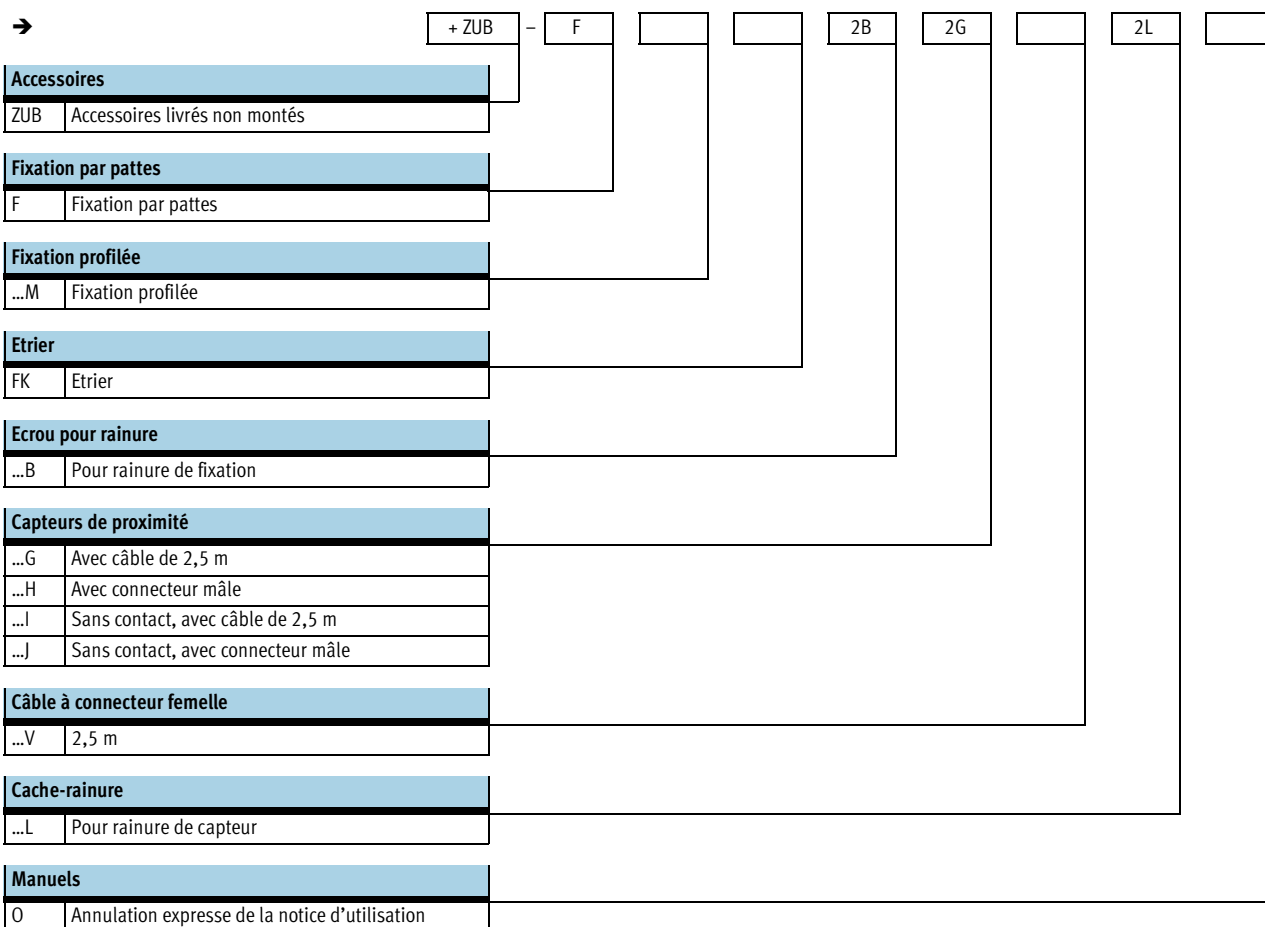 ➔ + ZUB – F 2B 2G 2L
Accessoires
ZUB Accessoires livrés non montés
Fixation par pattes
F Fixation par pattes
Fixation profilée
...M Fixation profilée
Etrier
FK Etrier
Ecrou pour rainure
...B Pour rainure de fixation
Capteurs de proximité
...G Avec câble de 2,5 m
...H Avec connecteur mâle
...I Sans contact, avec câble de 2,5 m
...J Sans contact, avec connecteur mâle
Câble à connecteur femelle
...V 2,5 m
Cache-rainure
...L Pour rainure de capteur
Manuels
O Annulation expresse de la notice d'utilisation